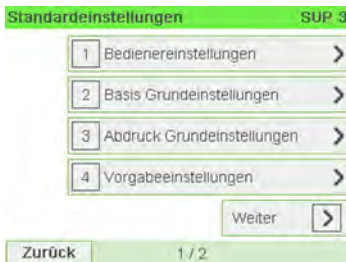 Standardeinstellungen SUP 3
1 Bedienereinstellungen
2 Basis Grundeinstellungen
3 Abdruck Grundeinstellungen
4 Vorgabeeinstellungen
Weiter
Zurück 1 / 2